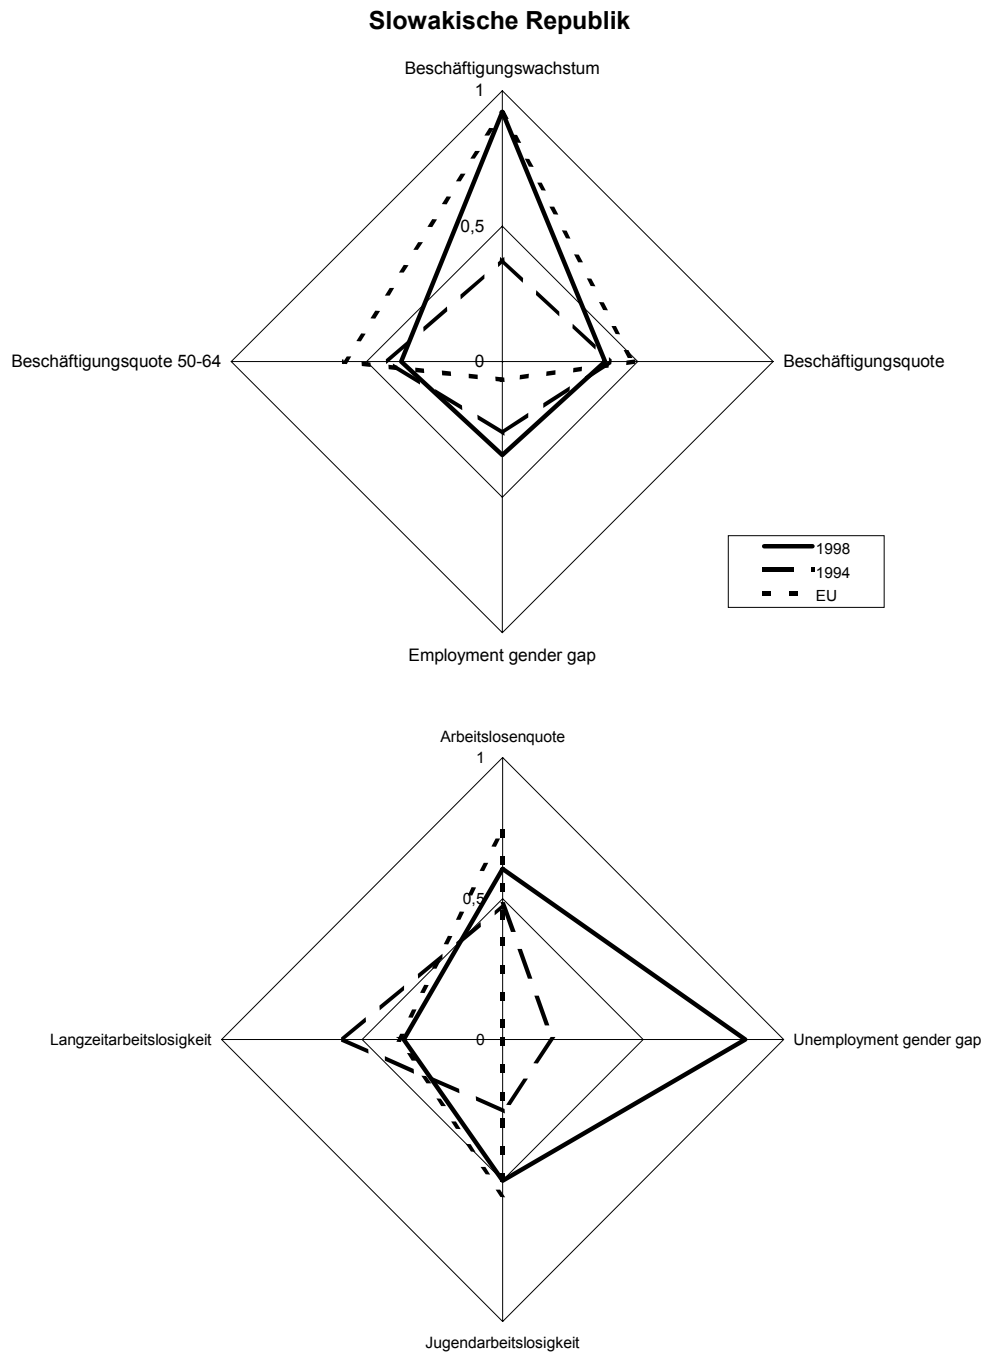 Slowakische Republik
Beschäftigungswachstum
1
0,5
Beschäftigungsquote 50-64
0
Beschäftigungsquote
1998
1994
EU
Employment gender gap
Arbeitslosenquote
1
0,5
Langzeitarbeitslosigkeit
0
Unemployment gender gap
Jugendarbeitslosigkeit